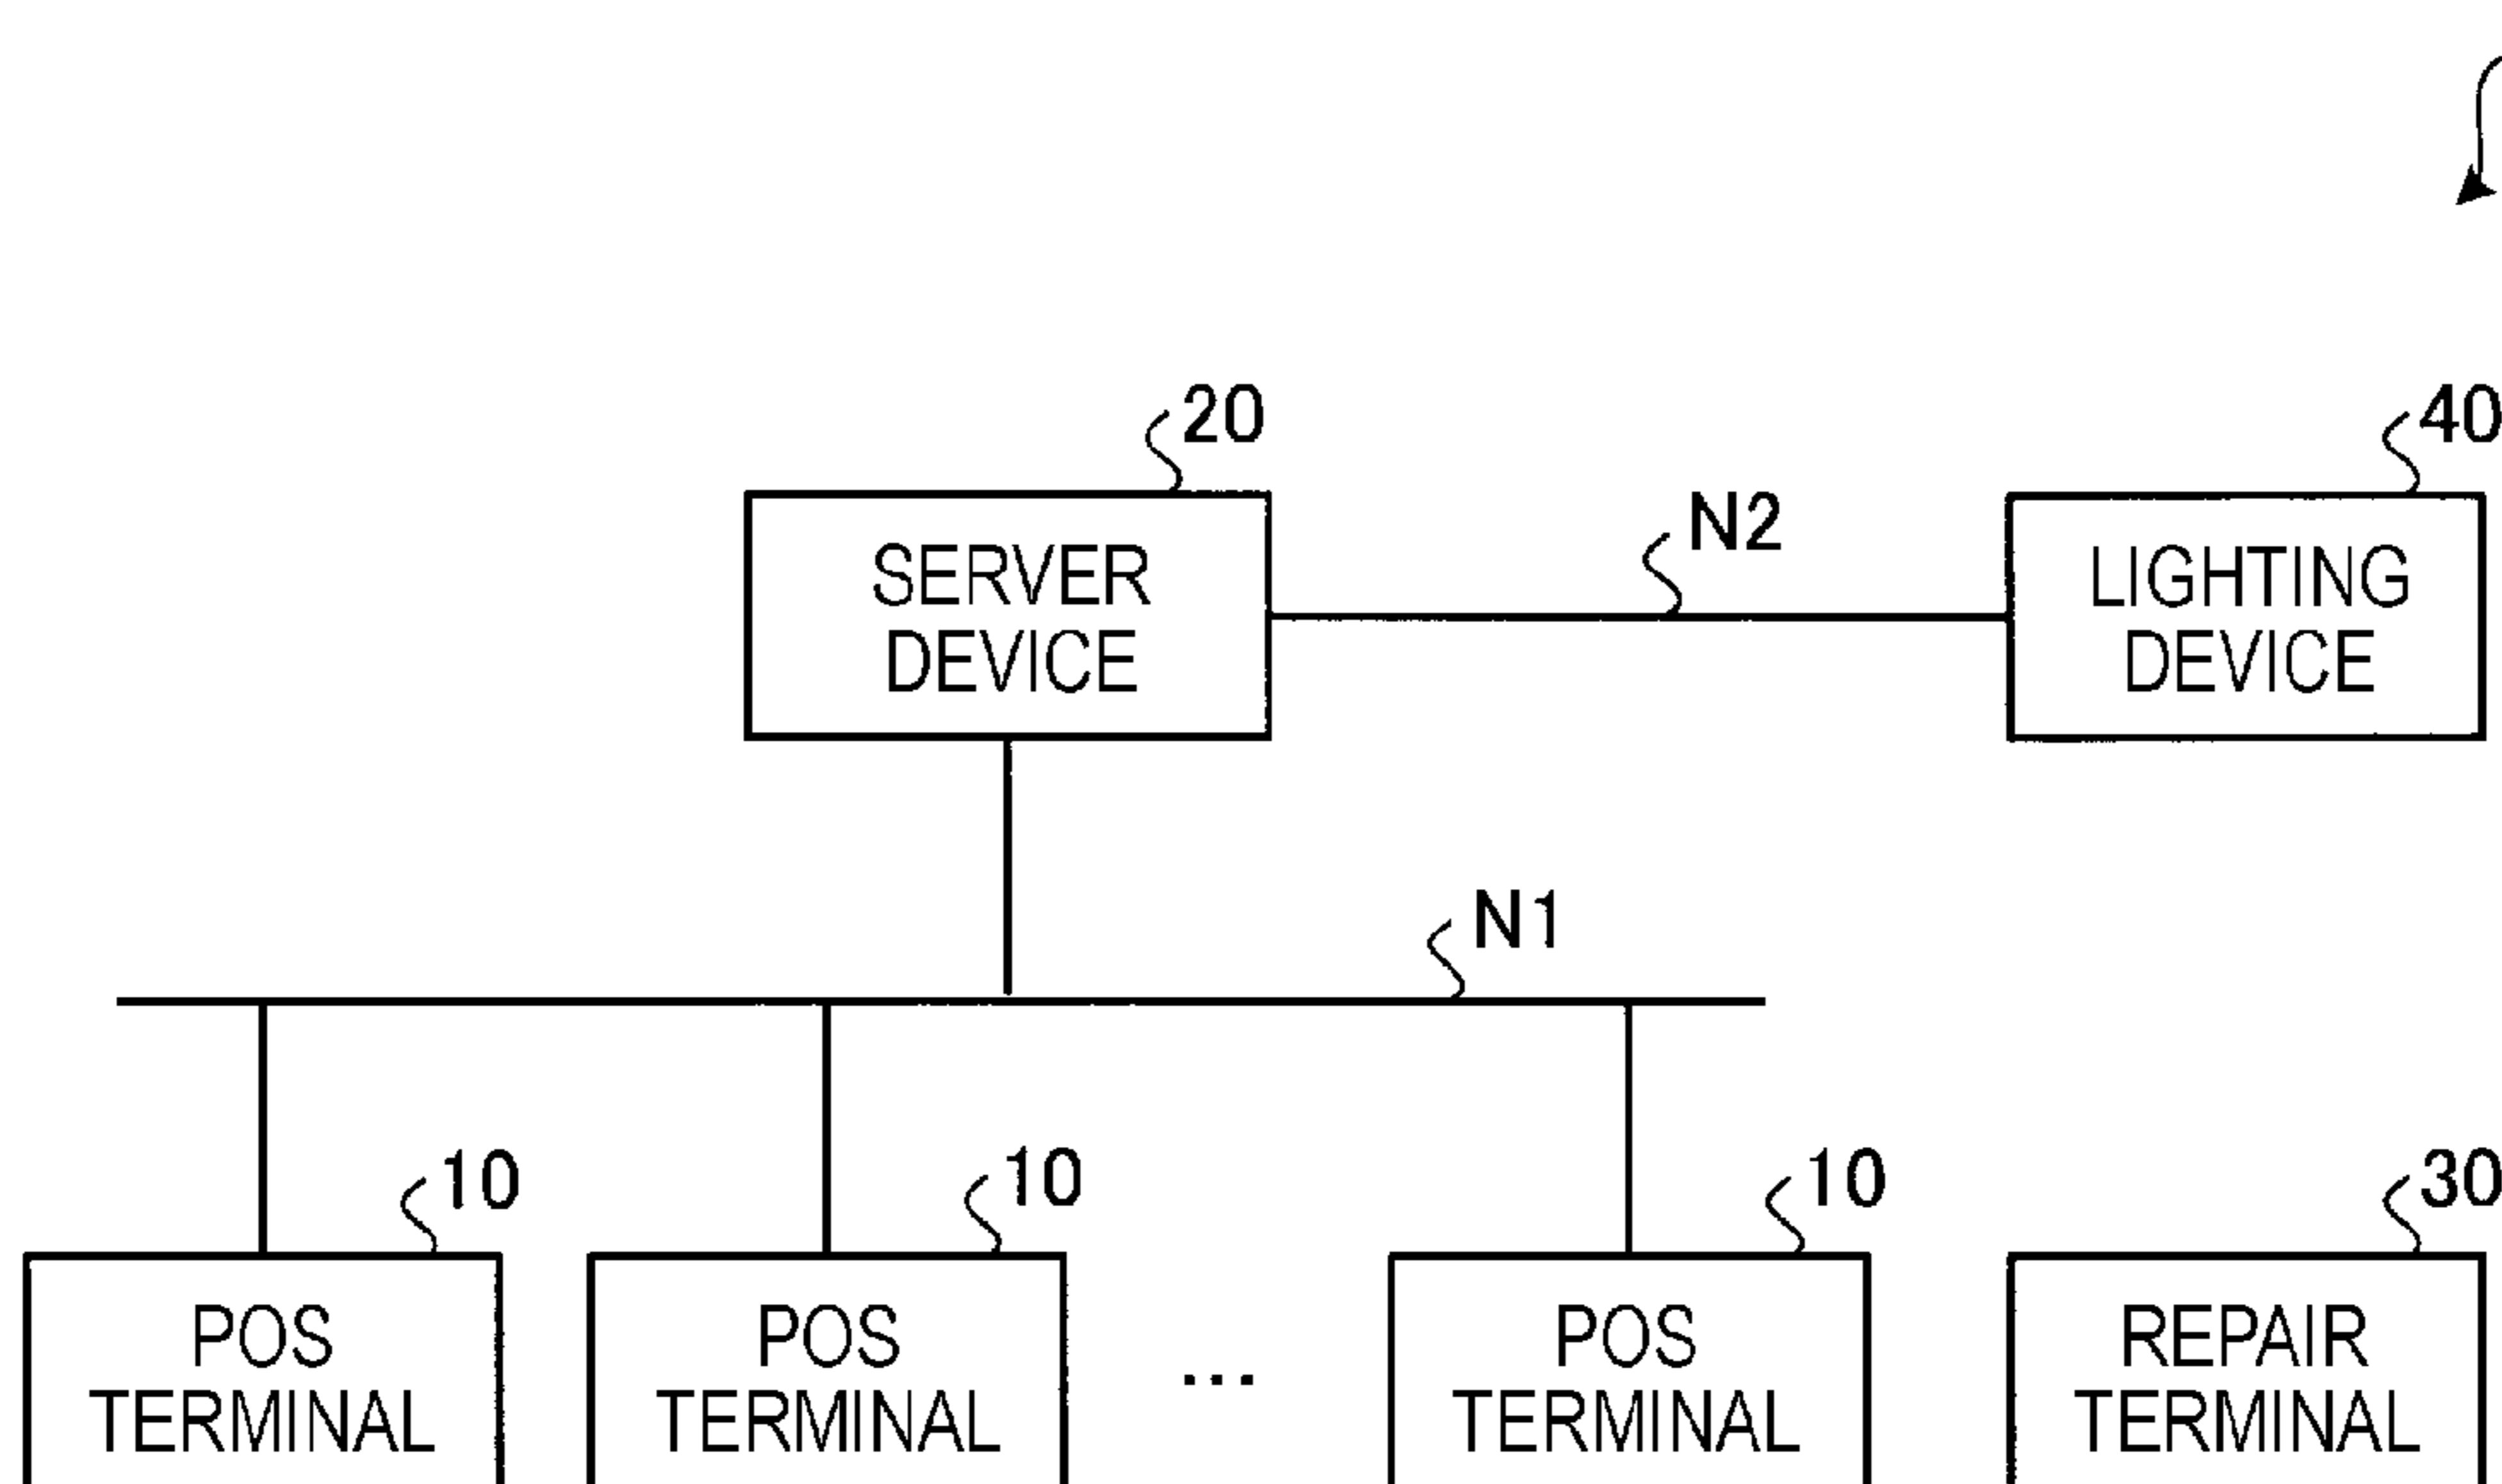 20
40
N2
SERVER
DEVICE
LIGHTING
DEVICE
N1
10
10
10
30
POS
TERMINAL
POS
TERMINAL
...
POS
TERMINAL
REPAIR
TERMINAL